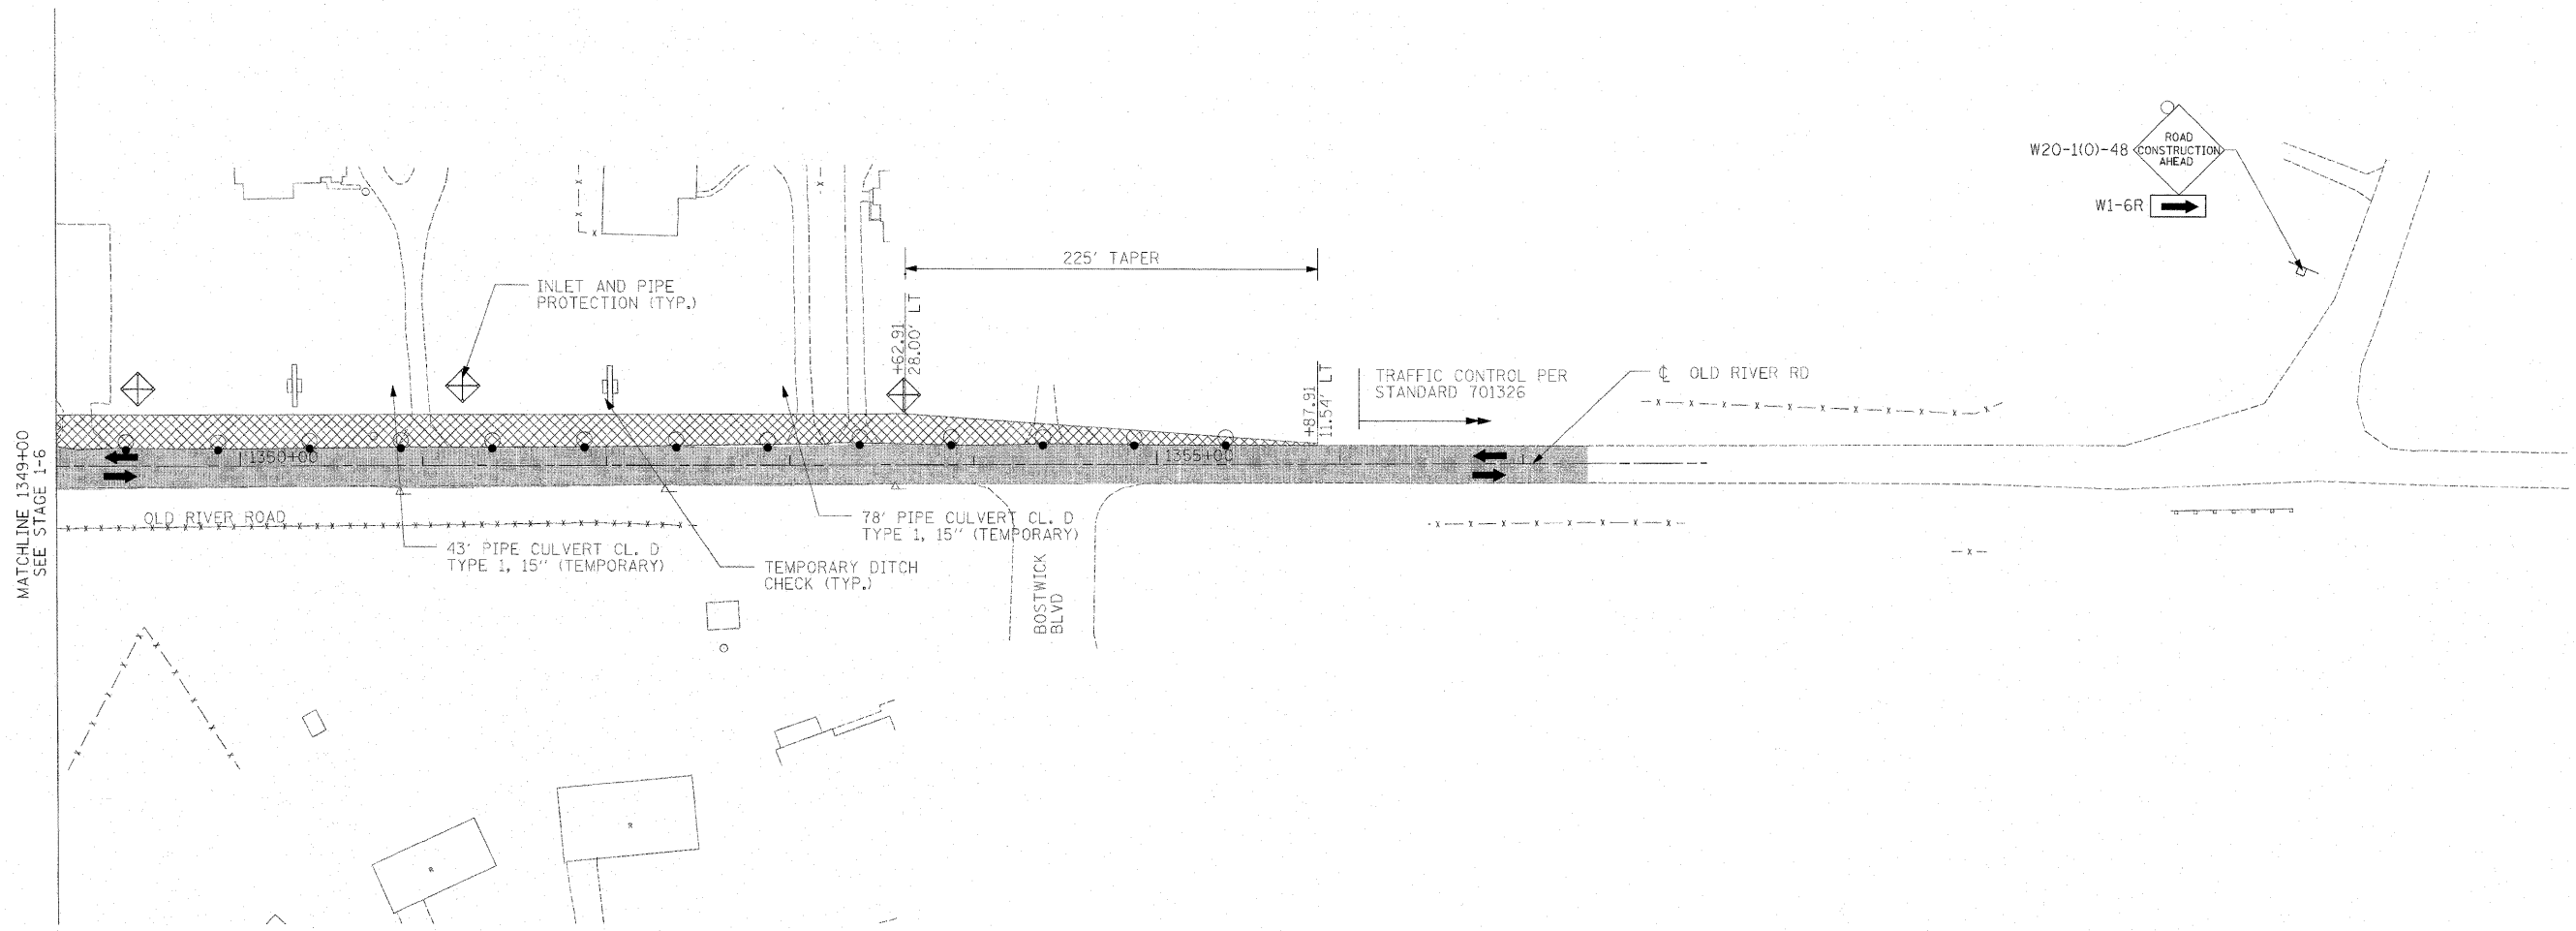 ROAD
CONSTRUCTION
AHEAD
W20-1(O)-48
W1-6R
225' TAPER
INLET AND PIPE
PROTECTION (TYP.)
+62.91
28.00' LT
+87.91
11.54' LT
TRAFFIC CONTROL PER
STANDARD 701326
℄ OLD RIVER RD
MATCHLINE 1349+00
SEE STAGE 1-6
1350+00
1355+00
OLD RIVER ROAD
78' PIPE CULVERT CL. D
TYPE 1, 15" (TEMPORARY)
43' PIPE CULVERT CL. D
TYPE 1, 15" (TEMPORARY)
TEMPORARY DITCH
CHECK (TYP.)
BOSTWICK
BLVD
R
R